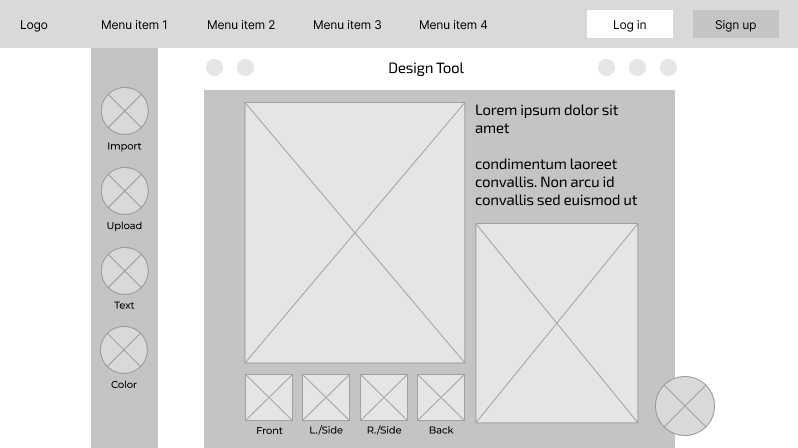 Logo
Menu item 1
Menu item 2
Menu item 3
Menu item 4
Log in
Sign up
Design Tool
Import
Upload
Text
Color
Lorem ipsum dolor sit
amet
condimentum laoreet
convallis. Non arcu id
convallis sed euismod ut
Front
L./Side
R./Side
Back